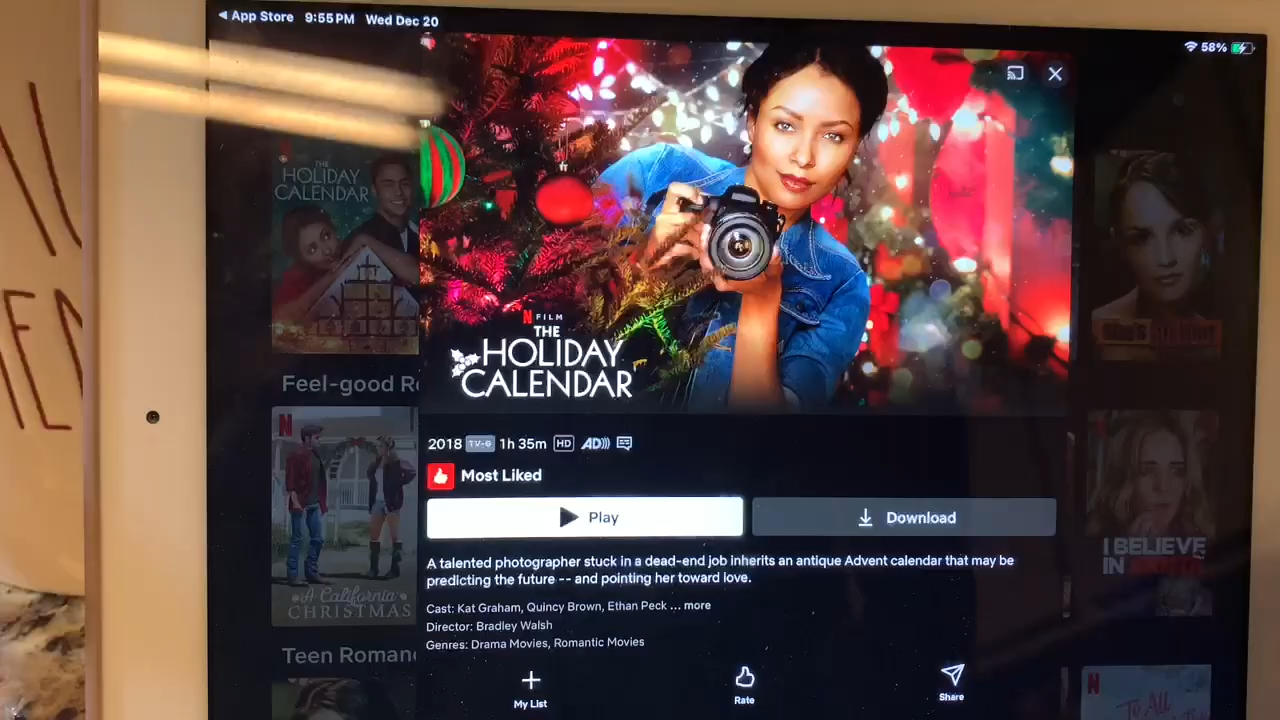 ◀ App Store 9:55PM Wed Dec 20
58%
THE
HOLIDAY
CALENDAR
N FILM
THE
HOLIDAY
CALENDAR
Feel-good R
N
A California
CHRISTMAS
2018 TV-G 1h 35m HD AD)))
Most Liked
Play
Download
A talented photographer stuck in a dead-end job inherits an antique Advent calendar that may be
predicting the future -- and pointing her toward love.
Cast: Kat Graham, Quincy Brown, Ethan Peck ... more
Director: Bradley Walsh
Genres: Drama Movies, Romantic Movies
My List
Rate
Share
Teen Roman
I BELIEVE
IN
N
To All